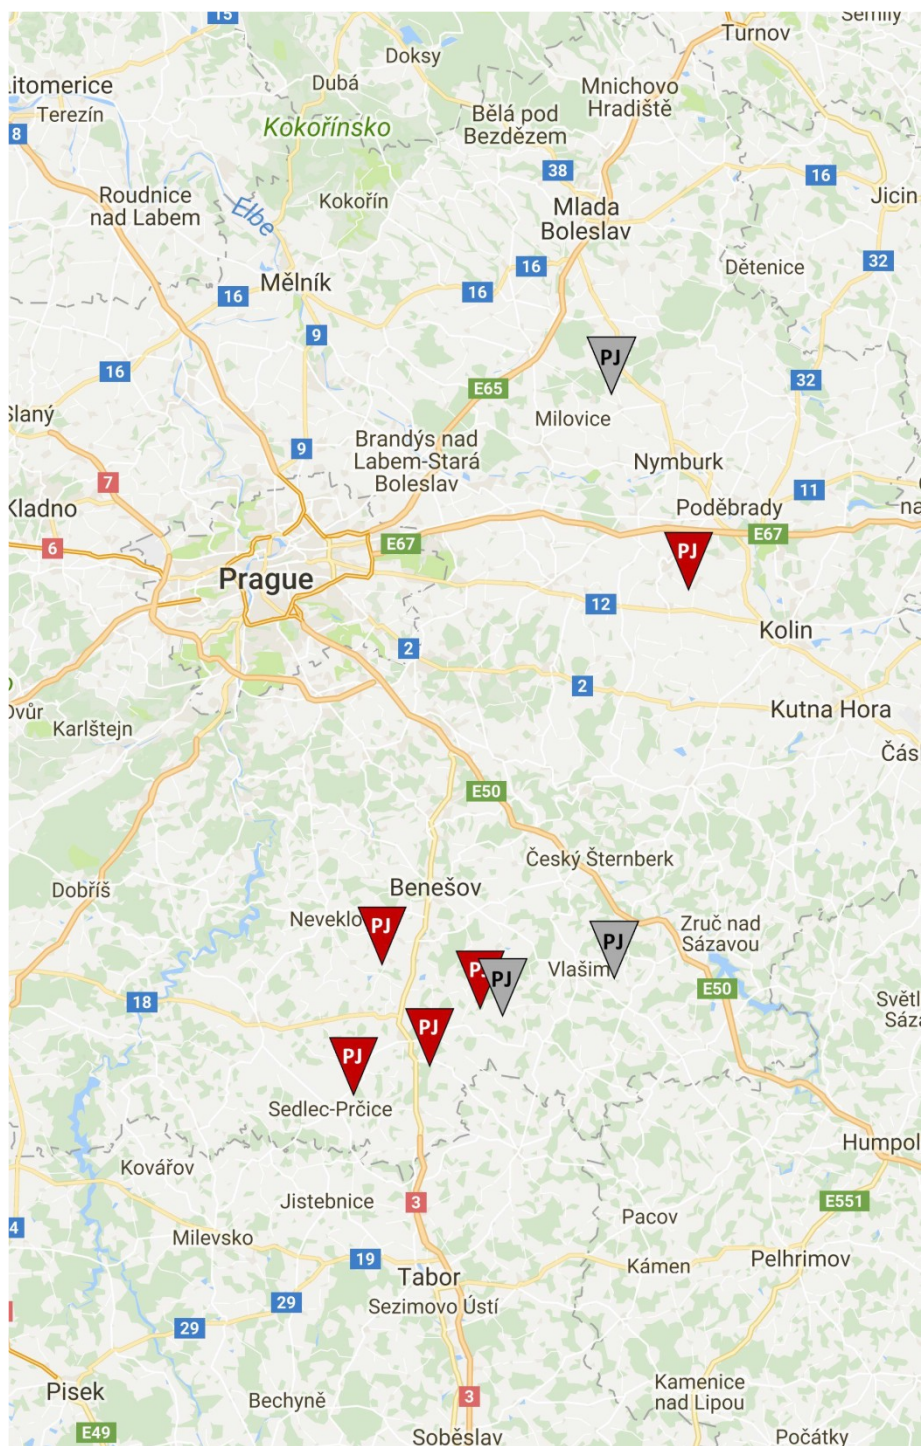 15
Semily
Turnov
Doksy
Litomerice
Dubá
Mnichovo
Hradiště
Terezín
Bělá pod
Bezdězem
Kokořínsko
8
38
16
Roudnice
nad Labem
Kokořín
Jicin
Mlada
Boleslav
Elbe
Dětenice
32
16
Mělník
16
16
9
PJ
16
32
E65
Slaný
Milovice
Brandýs nad
Labem-Stará
Boleslav
9
Nymburk
7
11
Kladno
Poděbrady
E67
E67
6
PJ
Prague
12
Kolin
2
2
Kutna Hora
Karlštejn
E50
Český Šternberk
Benešov
Dobříš
PJ
Zruč nad
Sázavou
PJ
Vlašim
PJ
PJ
E50
18
PJ
PJ
Sedlec-Prčice
Humpol
Kovářov
Jistebnice
3
E551
Pacov
4
Milevsko
19
Kámen
Pelhrimov
Tabor
29
Sezimovo Ústí
29
Pisek
Bechyně
3
Kamenice
nad Lipou
E49
Soběslav
Počátky